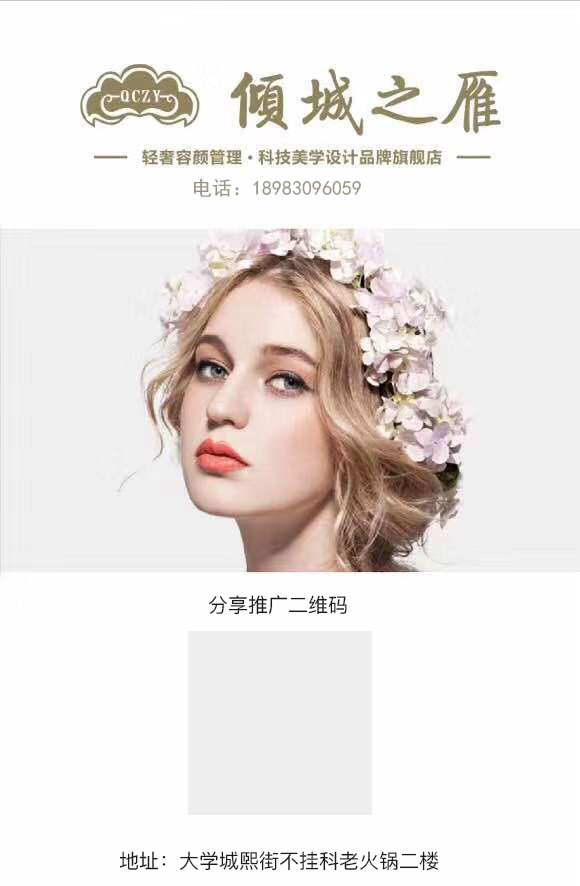 QCZY
倾城之雁
轻奢容颜管理·科技美学设计品牌旗舰店
电话：18983096059
分享推广二维码
地址：大学城熙街不挂科老火锅二楼